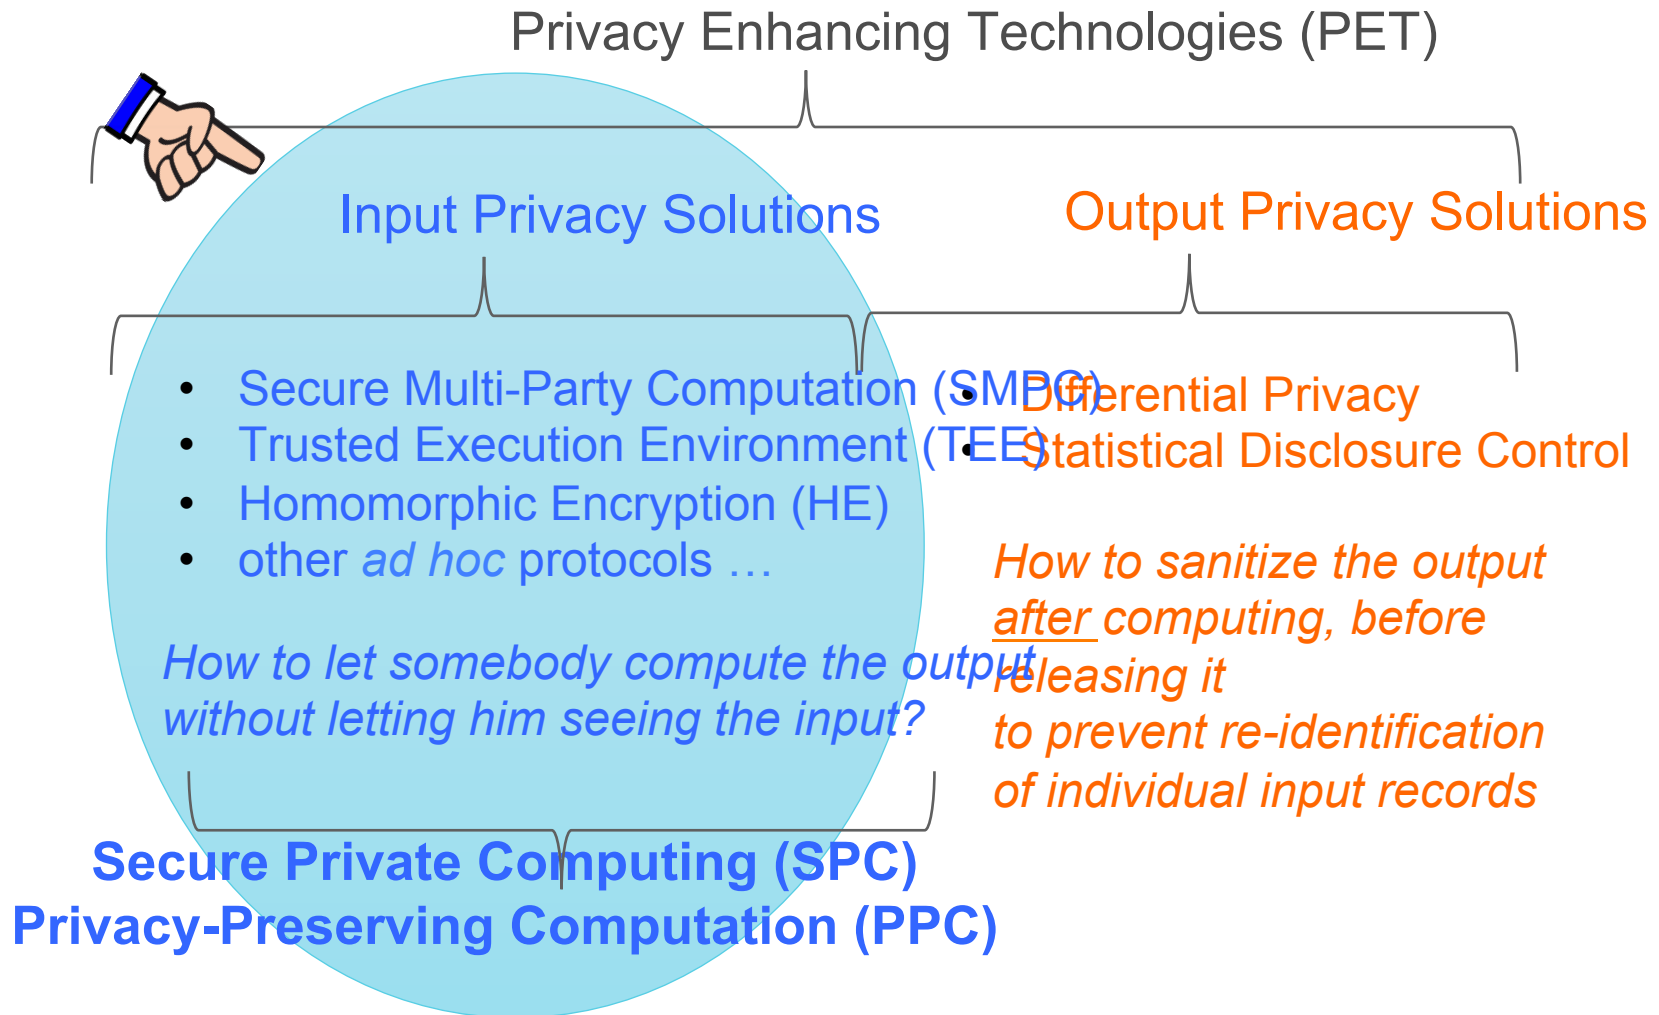 Privacy Enhancing Technologies (PET)
Input Privacy Solutions
• Secure Multi-Party Computation (SMPC)
• Trusted Execution Environment (TEE)
• Homomorphic Encryption (HE)
• other ad hoc protocols …
How to let somebody compute the output
without letting him seeing the input?
Secure Private Computing (SPC)
Privacy-Preserving Computation (PPC)
Output Privacy Solutions
• Differential Privacy
• Statistical Disclosure Control
How to sanitize the output
after computing, before
releasing it
to prevent re-identification
of individual input records